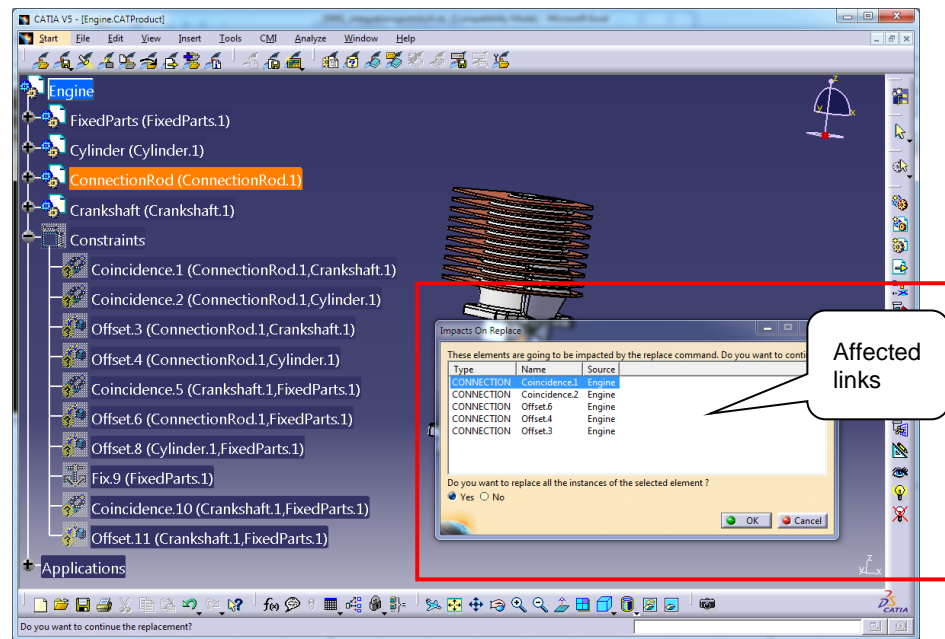 CATIA V5 - [Engine.CATProduct]
Start File Edit View Insert Tools CMI Analyze Window Help
Engine
FixedParts (FixedParts.1)
Cylinder (Cylinder.1)
ConnectionRod (ConnectionRod.1)
Crankshaft (Crankshaft.1)
Constraints
Coincidence.1 (ConnectionRod.1,Crankshaft.1)
Coincidence.2 (ConnectionRod.1,Cylinder.1)
Offset.3 (ConnectionRod.1,Crankshaft.1)
Offset.4 (ConnectionRod.1,Cylinder.1)
Coincidence.5 (Crankshaft.1,FixedParts.1)
Offset.6 (ConnectionRod.1,FixedParts.1)
Offset.8 (Cylinder.1,FixedParts.1)
Fix.9 (FixedParts.1)
Coincidence.10 (Crankshaft.1,FixedParts.1)
Offset.11 (Crankshaft.1,FixedParts.1)
Applications
z
y
x
Impacts On Replace
These elements are going to be impacted by the replace command. Do you want to conti
Type Name Source
CONNECTION Coincidence.1 Engine
CONNECTION Coincidence.2 Engine
CONNECTION Offset.6 Engine
CONNECTION Offset.4 Engine
CONNECTION Offset.3 Engine
Do you want to replace all the instances of the selected element ?
Yes No
OK Cancel
Affected
links
z
y x
f(x)
CATIA
Do you want to continue the replacement?